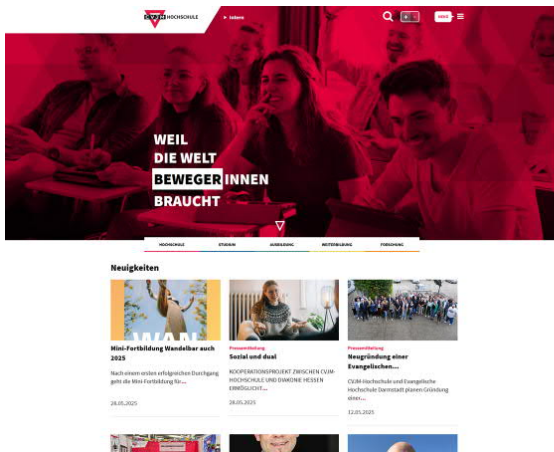 CVJM HOCHSCHULE
Intern
MENÜ
WEIL
DIE WELT
BEWEGER INNEN
BRAUCHT
HOCHSCHULE
STUDIUM
AUSBILDUNG
WEITERBILDUNG
FORSCHUNG
Neuigkeiten
WAN
Mini-Fortbildung Wandelbar auch
2025
Nach einem ersten erfolgreichen Durchgang
geht die Mini-Fortbildung für...
28.05.2025
Pressemitteilung
Sozial und dual
KOOPERATIONSPROJEKT ZWISCHEN CVJM-
HOCHSCHULE UND DIAKONIE HESSEN
ERMÖGLICHT...
28.05.2025
Pressemitteilung
Neugründung einer
Evangelischen...
CVJM-Hochschule und Evangelische
Hochschule Darmstadt planen Gründung
einer...
12.05.2025